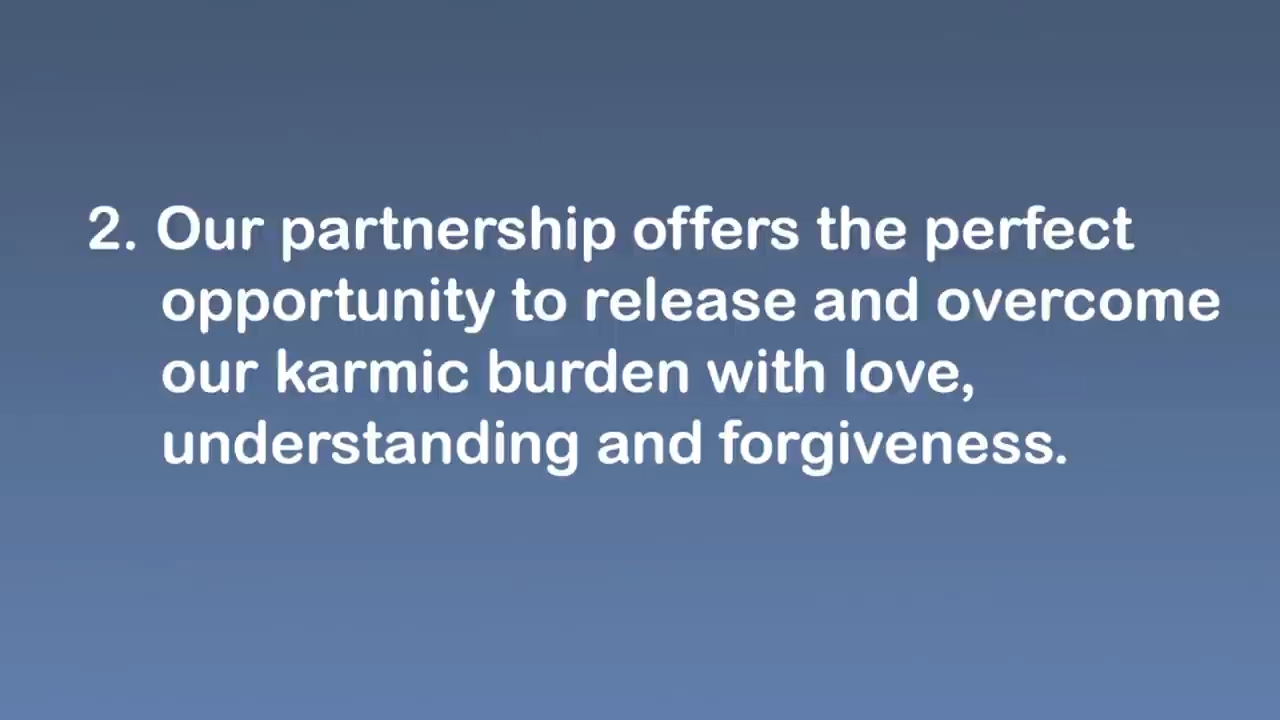 2. Our partnership offers the perfect
opportunity to release and overcome
our karmic burden with love,
understanding and forgiveness.